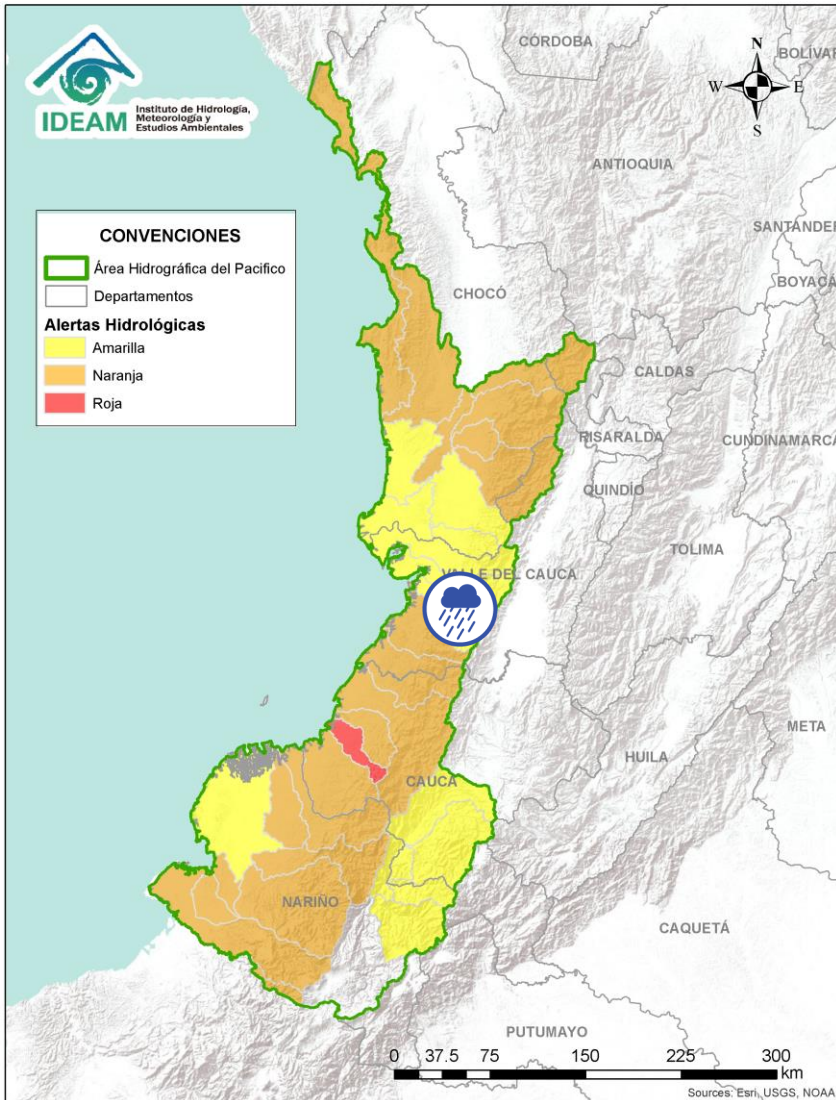 IDEAM
Instituto de Hidrología,
Meteorología y
Estudios Ambientales
CÓRDOBA
BOLÍVAR
N
W
E
S
ANTIOQUIA
SANTANDER
BOYACÁ
CONVENCIONES
Área Hidrográfica del Pacifico
Departamentos
Alertas Hidrológicas
Amarilla
Naranja
Roja
CHOCÓ
CALDAS
RISARALDA
CUNDINAMARCA
QUINDÍO
TOLIMA
VALLE DEL CAUCA
META
HUILA
CAUCA
NARIÑO
CAQUETÁ
PUTUMAYO
0 37.5 75 150 225 300
km
Sources: Esri, USGS, NOAA